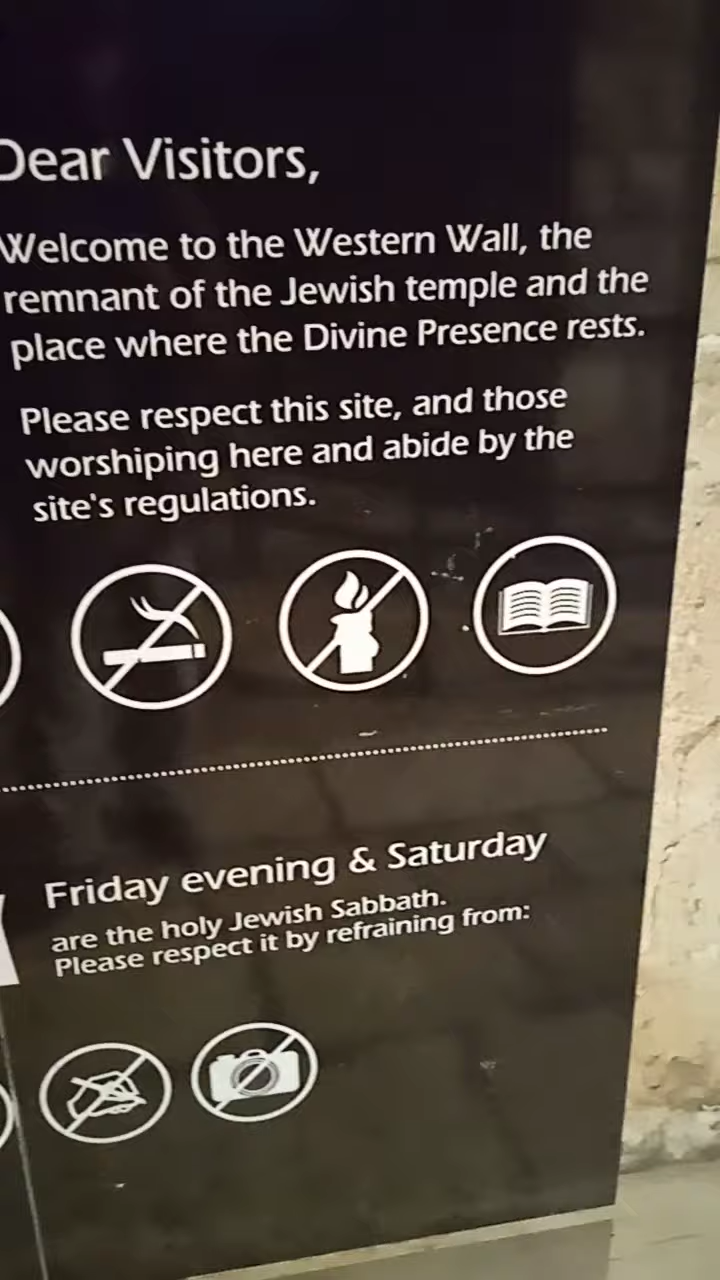 Dear Visitors,
Welcome to the Western Wall, the
remnant of the Jewish temple and the
place where the Divine Presence rests.
Please respect this site, and those
worshiping here and abide by the
site's regulations.
Friday evening & Saturday
are the holy Jewish Sabbath.
Please respect it by refraining from: